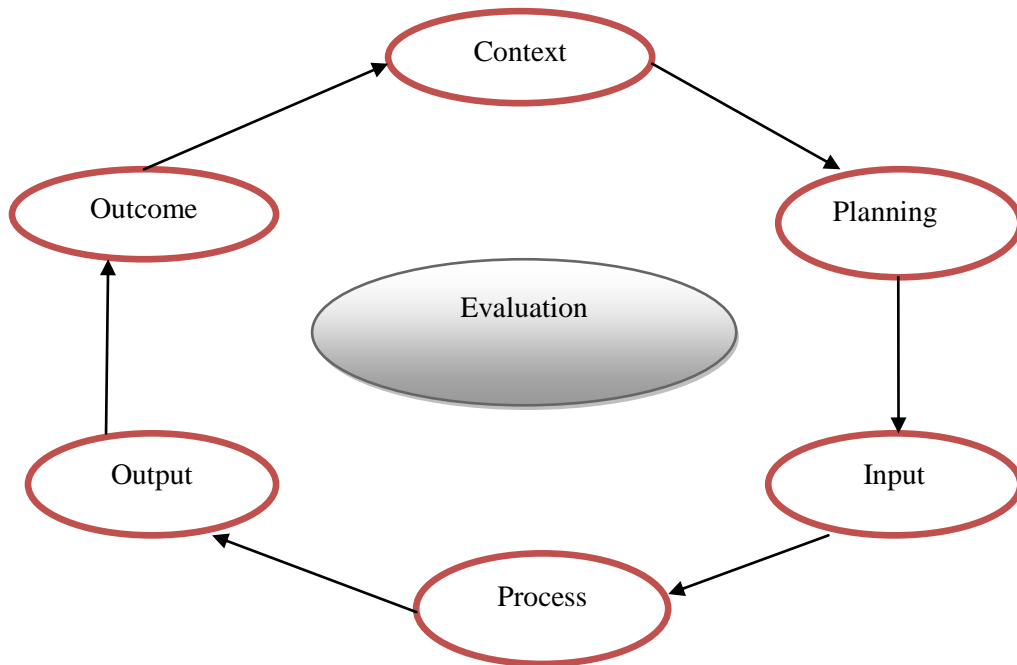 Context
Outcome
Planning
Evaluation
Output
Input
Process